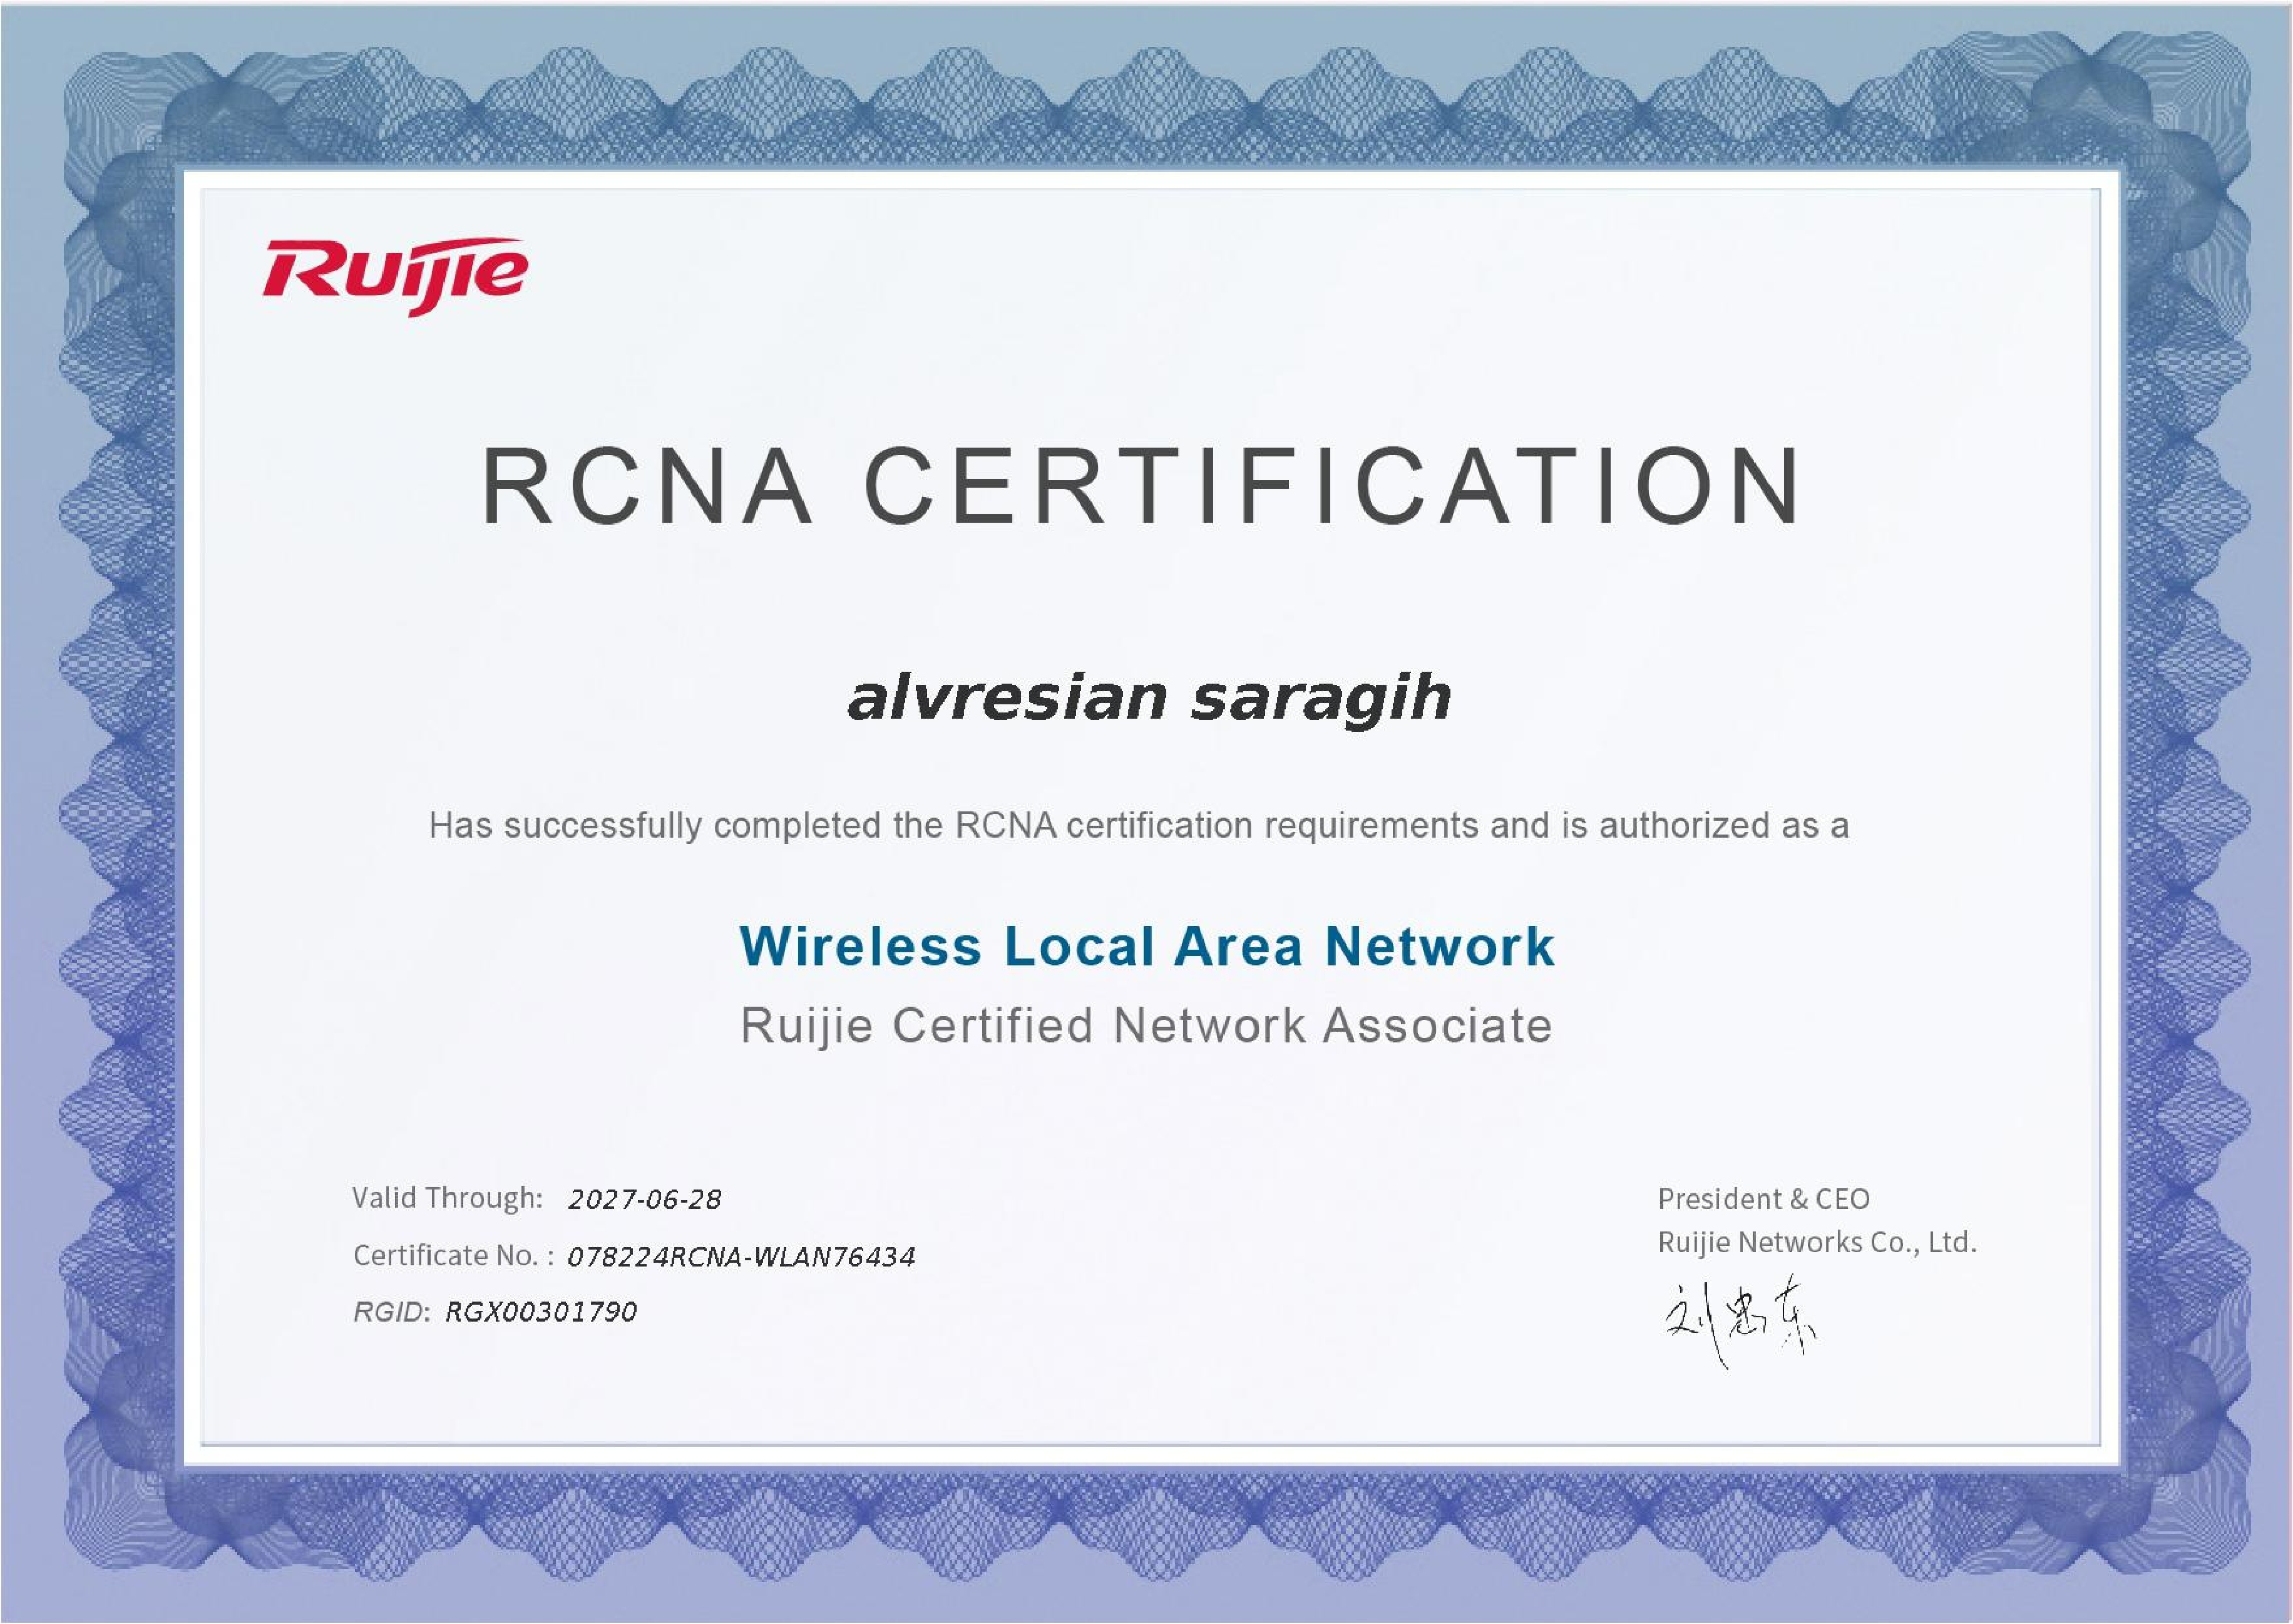 Ruijie
RCNA CERTIFICATION
alvresian saragih
Has successfully completed the RCNA certification requirements and is authorized as a
Wireless Local Area Network
Ruijie Certified Network Associate
Valid Through: 2027-06-28
Certificate No. : 078224RCNA-WLAN76434
RGID: RGX00301790
President & CEO
Ruijie Networks Co., Ltd.
刘忠东